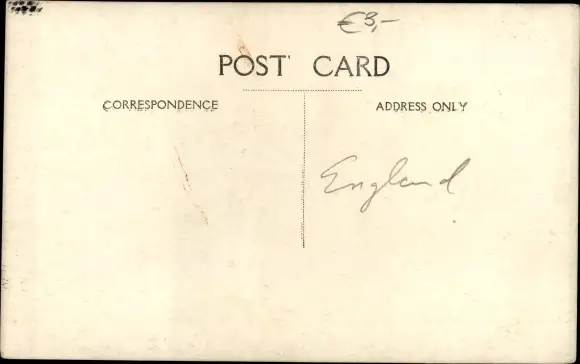 €3,-
POST CARD
CORRESPONDENCE
ADDRESS ONLY
England